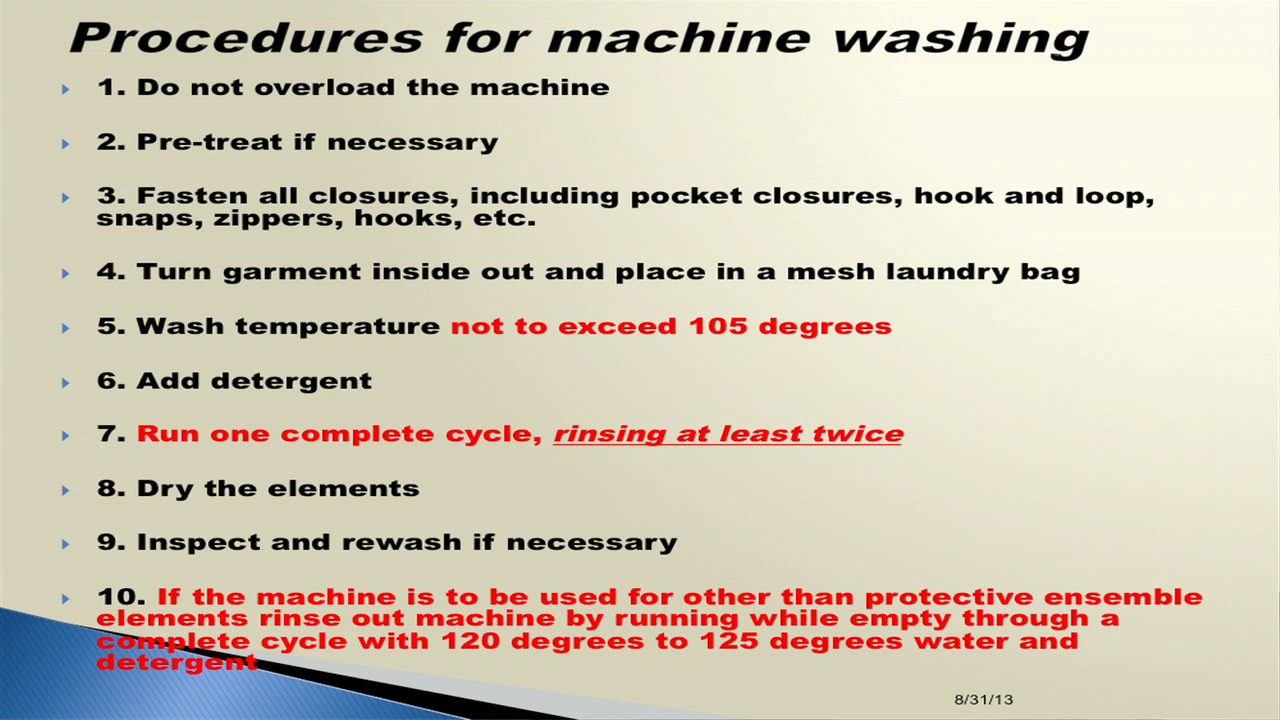 Procedures for machine washing
1. Do not overload the machine
2. Pre-treat if necessary
3. Fasten all closures, including pocket closures, hook and loop,
snaps, zippers, hooks, etc.
4. Turn garment inside out and place in a mesh laundry bag
5. Wash temperature not to exceed 105 degrees
6. Add detergent
7. Run one complete cycle, rinsing at least twice
8. Dry the elements
9. Inspect and rewash if necessary
10. If the machine is to be used for other than protective ensemble
elements rinse out machine by running while empty through a
complete cycle with 120 degrees to 125 degrees water and
detergent
8/31/13